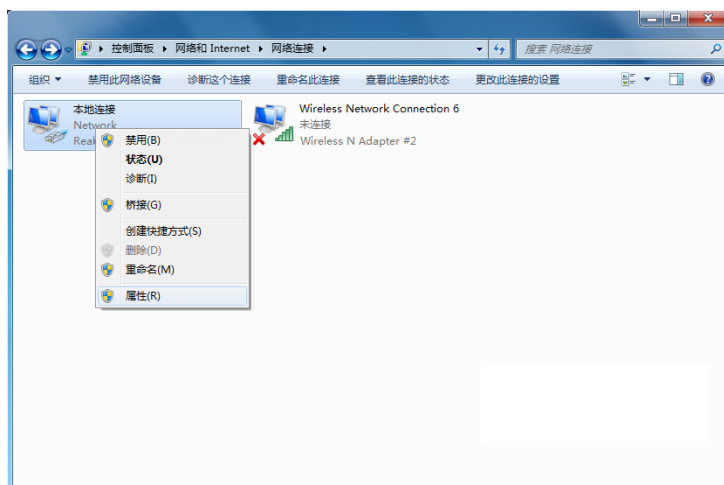 控制面板 ▸ 网络和 Internet ▸ 网络连接 ▸
搜索 网络连接
组织 禁用此网络设备 诊断这个连接 重命名此连接 查看此连接的状态 更改此连接的设置
本地连接
Network
禁用(B)
状态(U)
诊断(I)
桥接(G)
创建快捷方式(S)
删除(D)
重命名(M)
属性(R)
Wireless Network Connection 6
未连接
Wireless N Adapter #2